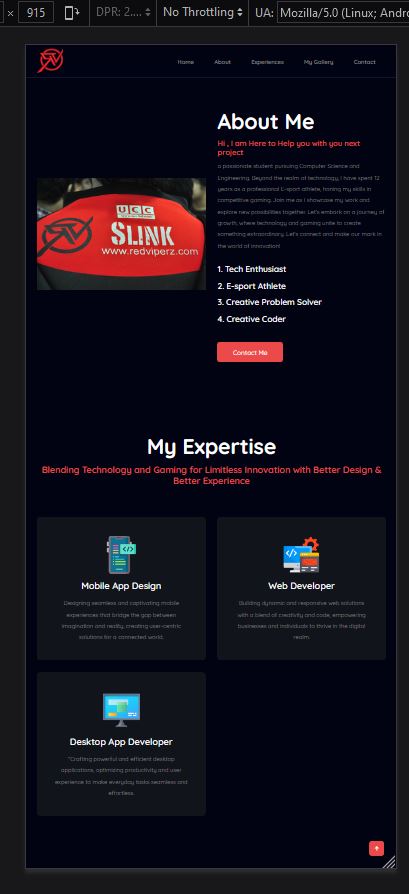 × 915 DPR: 2.... No Throttling UA: Mozilla/5.0 (Linux; Andro
Home About Experiences My Gallery Contact
About Me
Hi , I am Here to Help you with you next
project
a passionate student pursuing Computer Science and
Engineering. Beyond the realm of technology, I have spent 12
years as a professional E-sport athlete, honing my skills in
competitive gaming. Join me as I showcase my work and
explore new possibilities together. Let's embark on a journey of
growth, where technology and gaming unite to create
something extraordinary. Let's connect and make our mark in
the world of innovation!
UCC
SLINK
www.redviperz.com
1. Tech Enthusiast
2. E-sport Athlete
3. Creative Problem Solver
4. Creative Coder
Contact Me
My Expertise
Blending Technology and Gaming for Limitless Innovation with Better Design &
Better Experience
Mobile App Design
Designing seamless and captivating mobile
experiences that bridge the gap between
imagination and reality, creating user-centric
solutions for a connected world.
Web Developer
Building dynamic and responsive web solutions
with a blend of creativity and code, empowering
businesses and individuals to thrive in the digital
realm.
Desktop App Developer
"Crafting powerful and efficient desktop
applications, optimizing productivity and user
experience to make everyday tasks seamless and
effortless.